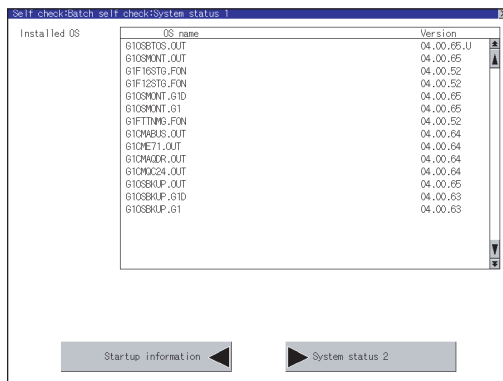 Self check:Batch self check:System status 1
Installed OS
OS name Version
G1OSBTOS.OUT 04.00.65.U
G1OSMONT.OUT 04.00.65
G1F16STG.FON 04.00.52
G1F12STG.FON 04.00.52
G1OSMONT.G1D 04.00.65
G1OSMONT.G1 04.00.65
G1FTTNMG.FON 04.00.52
G1CMABUS.OUT 04.00.64
G1CME71.OUT 04.00.64
G1CMAQDR.OUT 04.00.64
G1CMQC24.OUT 04.00.64
G1OSBKUP.OUT 04.00.65
G1OSBKUP.G1D 04.00.63
G1OSBKUP.G1 04.00.63
Startup information
System status 2